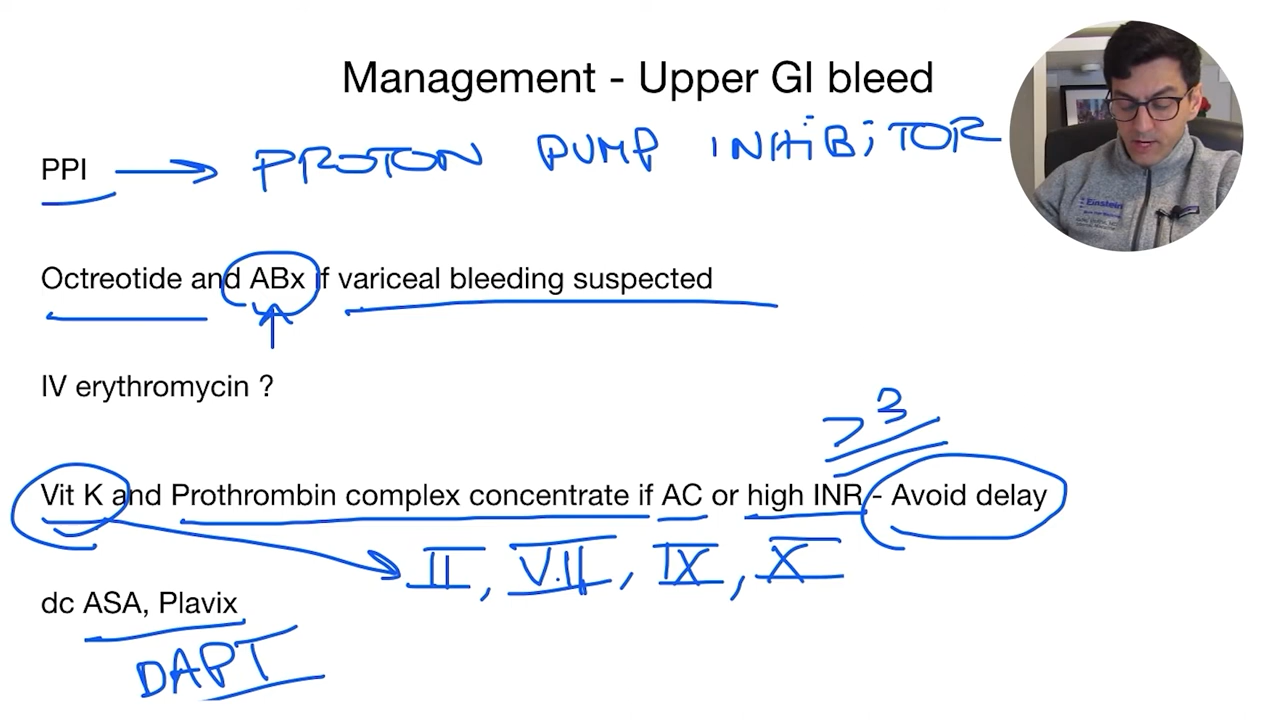 Management - Upper GI bleed
PPI → PROTON PUMP INHiBiTOR
Einstein
Octreotide and ABx if variceal bleeding suspected
IV erythromycin ?
> 3
Vit K and Prothrombin complex concentrate if AC or high INR - Avoid delay
II, VII, IX, X
dc ASA, Plavix
DAPT